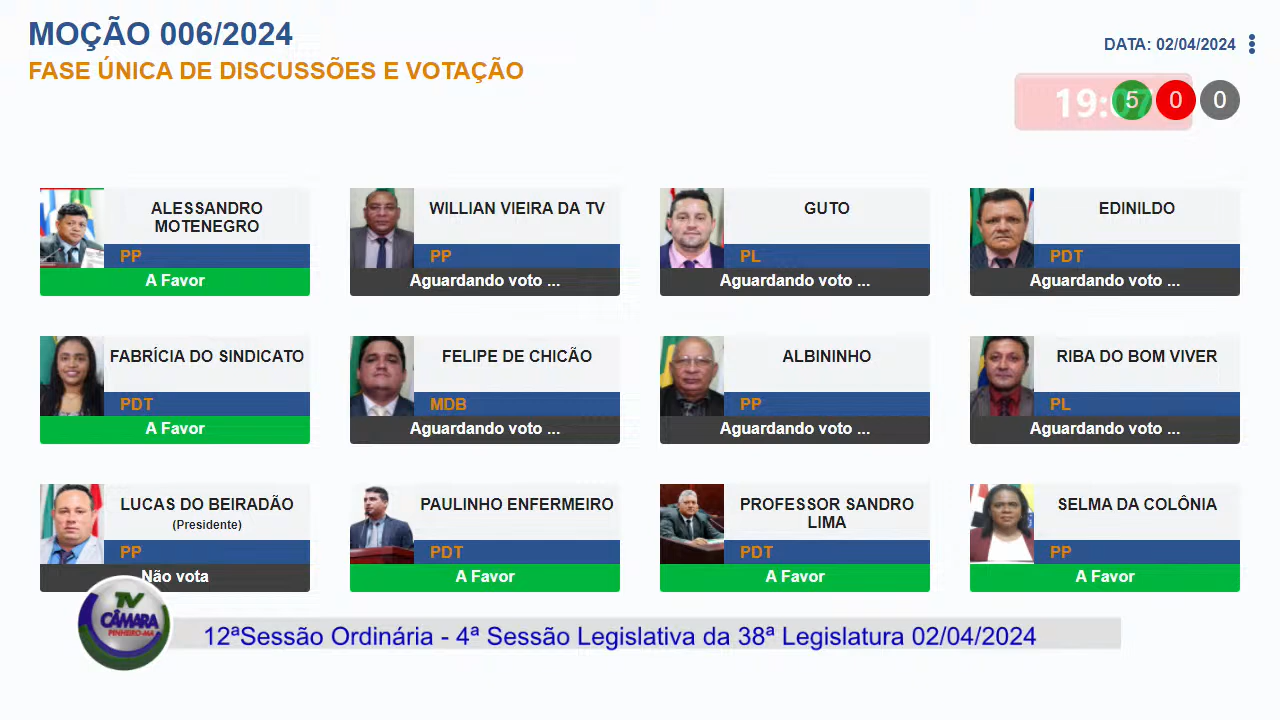 MOÇÃO 006/2024
DATA: 02/04/2024
FASE ÚNICA DE DISCUSSÕES E VOTAÇÃO
19:07
5 0 0
ALESSANDRO
MOTENEGRO
PP
A Favor
WILLIAN VIEIRA DA TV
PP
Aguardando voto ...
GUTO
PL
Aguardando voto ...
EDINILDO
PDT
Aguardando voto ...
FABRÍCIA DO SINDICATO
PDT
A Favor
FELIPE DE CHICÃO
MDB
Aguardando voto ...
ALBININHO
PP
Aguardando voto ...
RIBA DO BOM VIVER
PL
Aguardando voto ...
LUCAS DO BEIRADÃO
(Presidente)
PP
Não vota
PAULINHO ENFERMEIRO
PDT
A Favor
PROFESSOR SANDRO
LIMA
PDT
A Favor
SELMA DA COLÔNIA
PP
A Favor
TV
CÂMARA
PINHEIRO-MA
12ªSessão Ordinária - 4ª Sessão Legislativa da 38ª Legislatura 02/04/2024